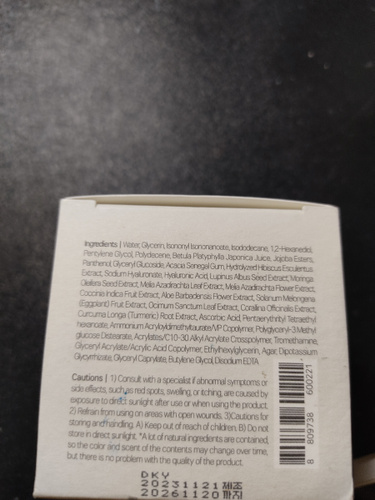 Ingredients | Water, Glycerin, Isononyl Isononanoate, Isododecane, 1,2-Hexanediol,
Pentylene Glycol, Polydecene, Betula Platyphylla Japonica Juice, Jojoba Esters,
Panthenol, Glyceryl Glucoside, Acacia Senegal Gum, Hydrolyzed Hibiscus Esculentus
Extract, Sodium Hyaluronate, Hyaluronic Acid, Lupinus Albus Seed Extract, Moringa
Oleifera Seed Extract, Melia Azadirachta Leaf Extract, Melia Azadirachta Flower Extract,
Coccinia Indica Fruit Extract, Aloe Barbadensis Flower Extract, Solanum Melongena
(Eggplant) Fruit Extract, Ocimum Sanctum Leaf Extract, Corallina Officinalis Extract,
Curcuma Longa (Turmeric) Root Extract, Ascorbic Acid, Pentaerythrityl Tetraethyl
hexanoate, Ammonium Acryloyldimethyltaurate/VP Copolymer, Polyglyceryl-3 Methyl
glucose Distearate, Acrylates/C10-30 Alkyl Acrylate Crosspolymer, Tromethamine,
Glyceryl Acrylate/Acrylic Acid Copolymer, Ethylhexylglycerin, Agar, Dipotassium
Glycyrrhizate, Glyceryl Caprylate, Butylene Glycol, Disodium EDTA
Cautions | 1) Consult with a specialist if abnormal symptoms or
side effects, such as red spots, swelling, or itching, are caused by
exposure to direct sunlight after use or when using the product.
2) Refrain from using on areas with open wounds. 3)Cautions for
storing and handling. A) Keep out of reach of children. B) Do not
store in direct sunlight. *A lot of natural ingredients are contained,
so the color and scent of the contents may change over time,
but there is no problem with the quality of the product.
8 809738 600221
DKY
20231121 제조
20261120 까지